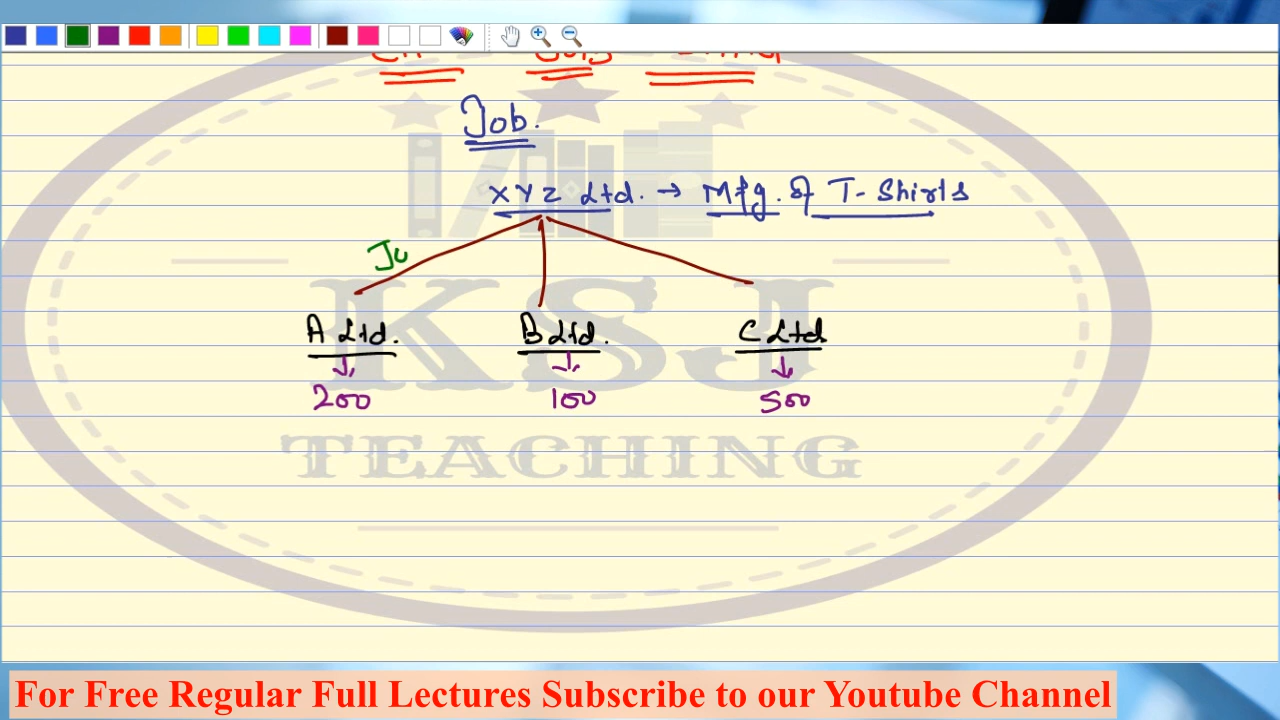 Job.
XYZ Ltd. → Mfg. of T-Shirts
Jo
A Ltd. B Ltd. C Ltd
↓ ↓ ↓
200 100 500
KSJ
TEACHING
For Free Regular Full Lectures Subscribe to our Youtube Channel